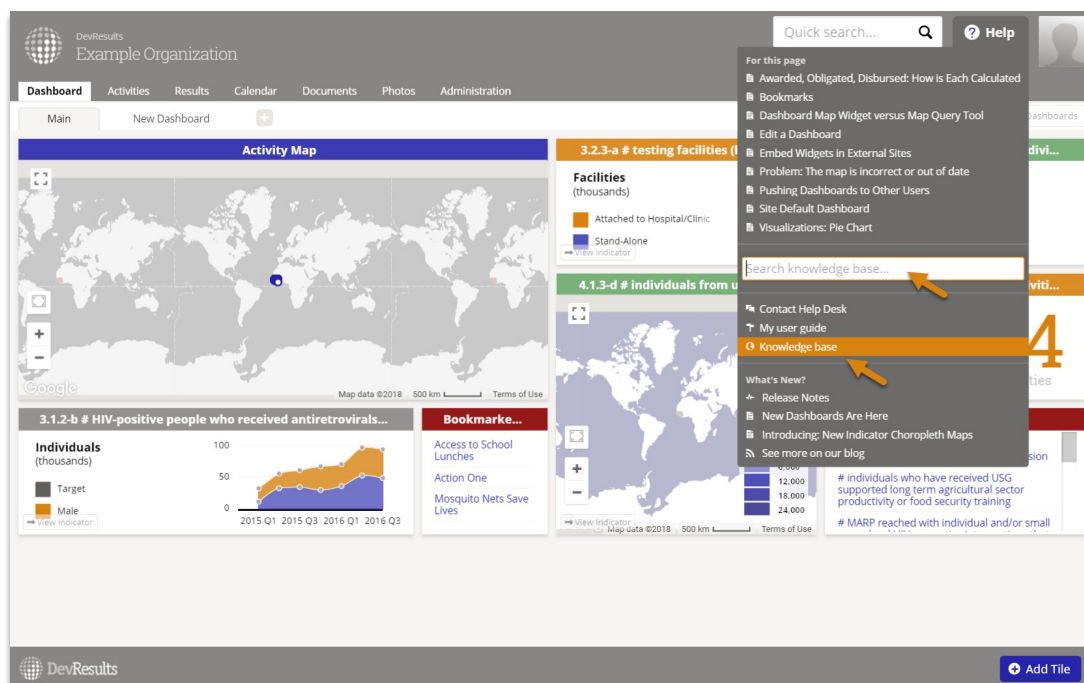 DevResults
Example Organization
Quick search...
Help
Dashboard Activities Results Calendar Documents Photos Administration
Main New Dashboard
Dashboards
For this page
Awarded, Obligated, Disbursed: How is Each Calculated
Bookmarks
Dashboard Map Widget versus Map Query Tool
Edit a Dashboard
Embed Widgets in External Sites
Problem: The map is incorrect or out of date
Pushing Dashboards to Other Users
Site Default Dashboard
Visualizations: Pie Chart
Search knowledge base...
Contact Help Desk
My user guide
Knowledge base
What's New?
Release Notes
New Dashboards Are Here
Introducing: New Indicator Choropleth Maps
See more on our blog
Activity Map
Google
Map data ©2018 500 km Terms of Use
3.2.3-a # testing facilities (
Facilities
(thousands)
Attached to Hospital/Clinic
Stand-Alone
View Indicator
divi...
4.1.3-d # individuals from u
6,000
12,000
18,000
24,000
View Indicator
Map data ©2018 500 km Terms of Use
viti...
4
ties
3.1.2-b # HIV-positive people who received antiretrovirals...
Individuals
(thousands)
Target
Male
View Indicator
100
50
0
2015 Q1 2015 Q3 2016 Q1 2016 Q3
Bookmarke...
Access to School
Lunches
Action One
Mosquito Nets Save
Lives
sion
# individuals who have received USG
supported long term agricultural sector
productivity or food security training
# MARP reached with individual and/or small
DevResults
Add Tile